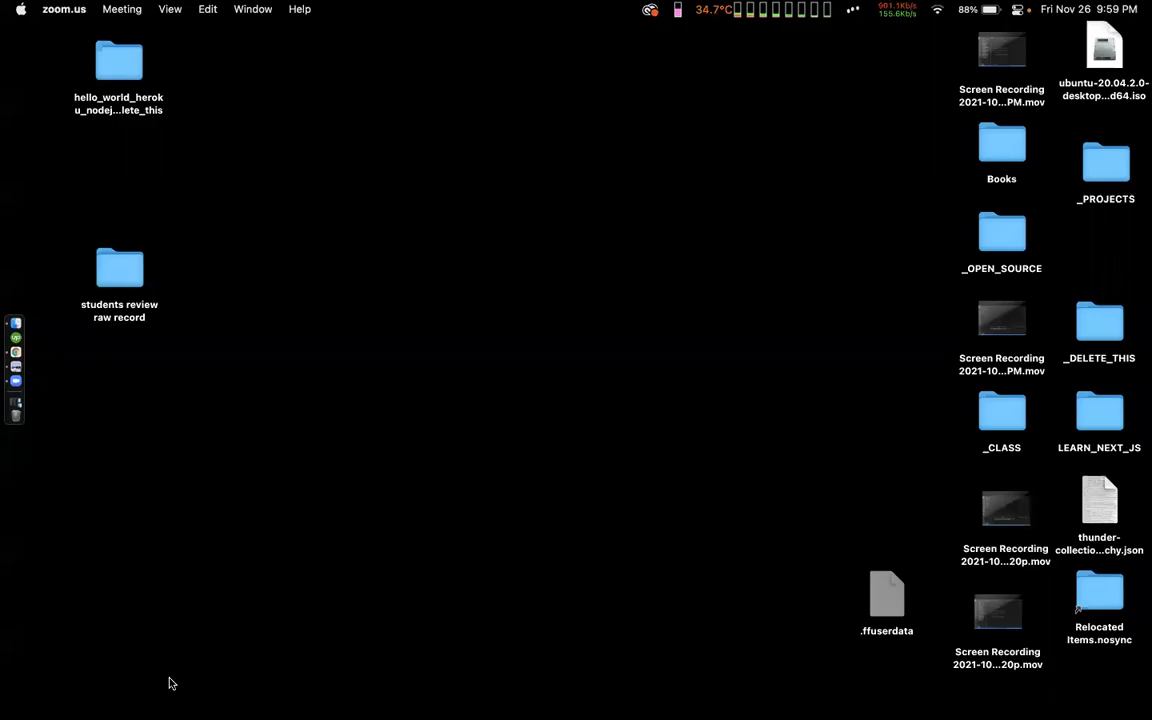 zoom.us Meeting View Edit Window Help 34.7°C 88% Fri Nov 26 9:59 PM
155.6Kb/s
hello_world_herok
u_nodej...lete_this
Screen Recording
2021-10...PM.mov
ubuntu-20.04.2.0-
desktop...d64.iso
Books
_PROJECTS
_OPEN_SOURCE
students review
raw record
Screen Recording
2021-10...PM.mov
_DELETE_THIS
_CLASS
LEARN_NEXT_JS
Screen Recording
2021-10...20p.mov
thunder-
collectio...chy.json
.ffuserdata
Relocated
Items.nosync
Screen Recording
2021-10...20p.mov